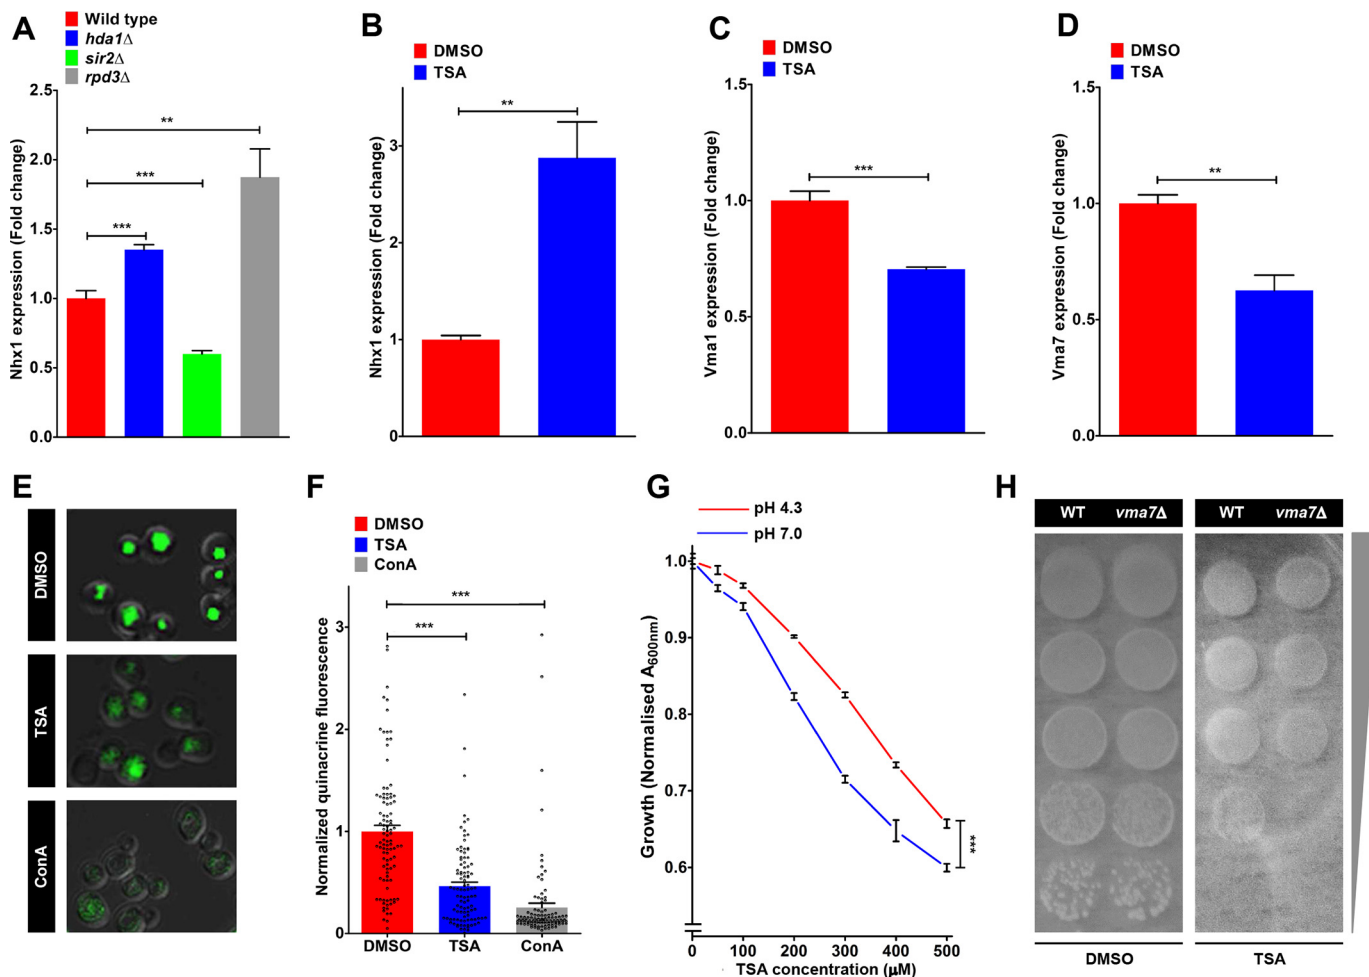 A
Wild type
hda1Δ
sir2Δ
rpd3Δ
Nhx1 expression (Fold change)
2.5
2.0
1.5
1.0
0.5
0.0
**
***
***
B
DMSO
TSA
Nhx1 expression (Fold change)
3
2
1
0
**
C
DMSO
TSA
Vma1 expression (Fold change)
1.5
1.0
0.5
0.0
***
D
DMSO
TSA
Vma7 expression (Fold change)
1.5
1.0
0.5
0.0
**
E
DMSO
TSA
ConA
F
DMSO
TSA
ConA
Normalized quinacrine fluorescence
3
2
1
0
***
***
DMSO TSA ConA
G
pH 4.3
pH 7.0
Growth (Normalised A600nm)
1.0
0.9
0.8
0.7
0.6
***
0 100 200 300 400 500
TSA concentration (µM)
H
WT vma7Δ WT vma7Δ
DMSO TSA